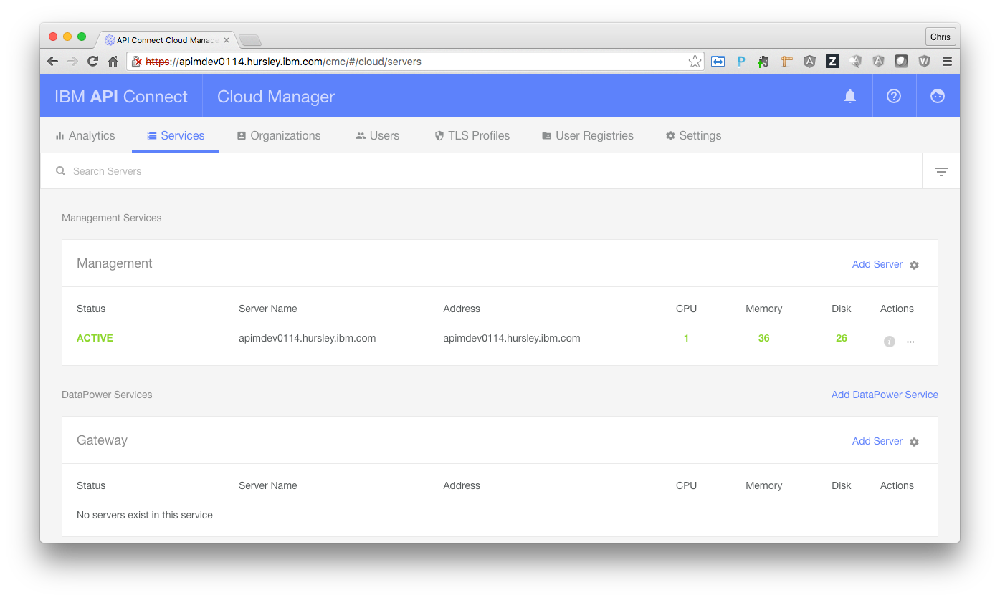 API Connect Cloud Manage
Chris
https://apimdev0114.hursley.ibm.com/cmc/#/cloud/servers
IBM API Connect Cloud Manager
Analytics Services Organizations Users TLS Profiles User Registries Settings
Search Servers
Management Services
Management Add Server
Status Server Name Address CPU Memory Disk Actions
ACTIVE apimdev0114.hursley.ibm.com apimdev0114.hursley.ibm.com 1 36 26
DataPower Services Add DataPower Service
Gateway Add Server
Status Server Name Address CPU Memory Disk Actions
No servers exist in this service